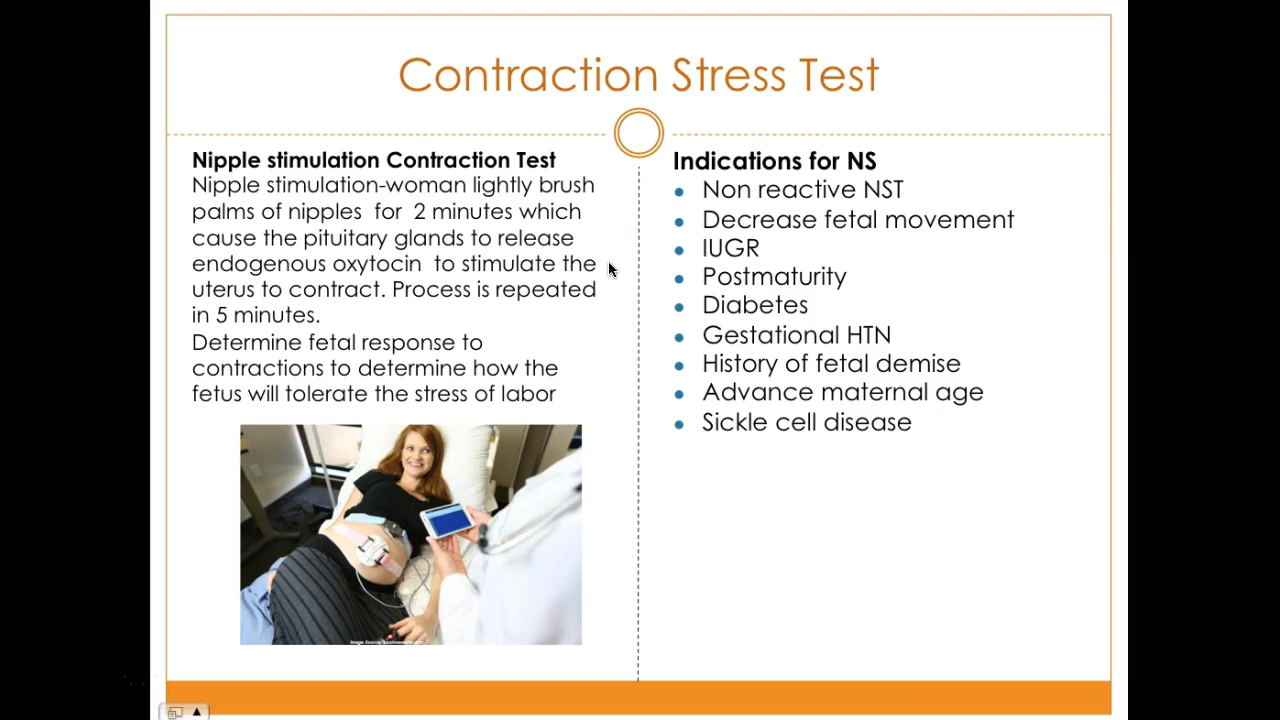 Contraction Stress Test
Nipple stimulation Contraction Test
Nipple stimulation-woman lightly brush
palms of nipples for 2 minutes which
cause the pituitary glands to release
endogenous oxytocin to stimulate the
uterus to contract. Process is repeated
in 5 minutes.
Determine fetal response to
contractions to determine how the
fetus will tolerate the stress of labor
Indications for NS
Non reactive NST
Decrease fetal movement
IUGR
Postmaturity
Diabetes
Gestational HTN
History of fetal demise
Advance maternal age
Sickle cell disease